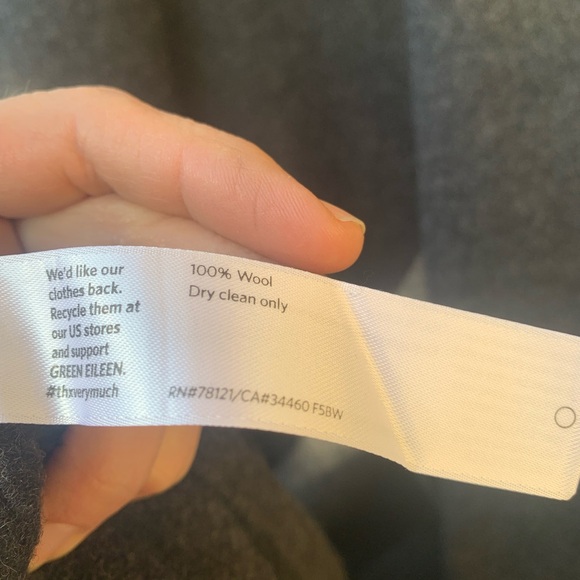 We'd like our
clothes back.
Recycle them at
our US stores
and support
GREEN EILEEN.
#thxverymuch
100% Wool
Dry clean only
RN#78121/CA#34460 F58W